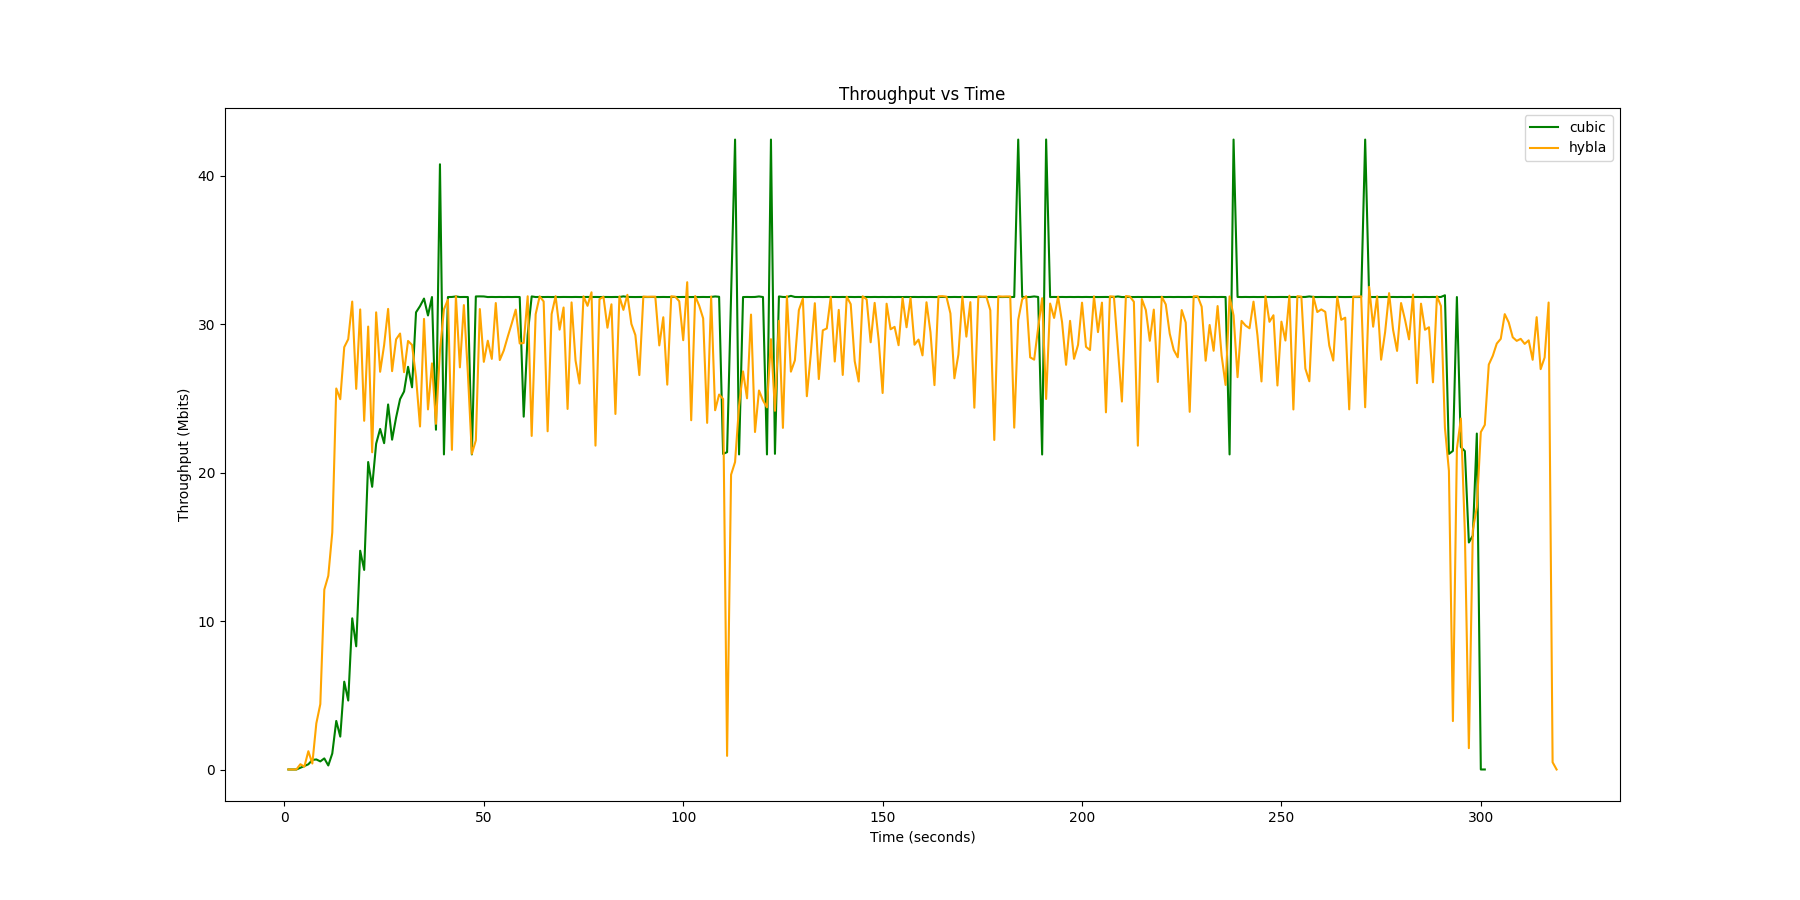 Throughput vs Time
cubic
hybla
Throughput (Mbits)
40
30
20
10
0
0 50 100 150 200 250 300
Time (seconds)